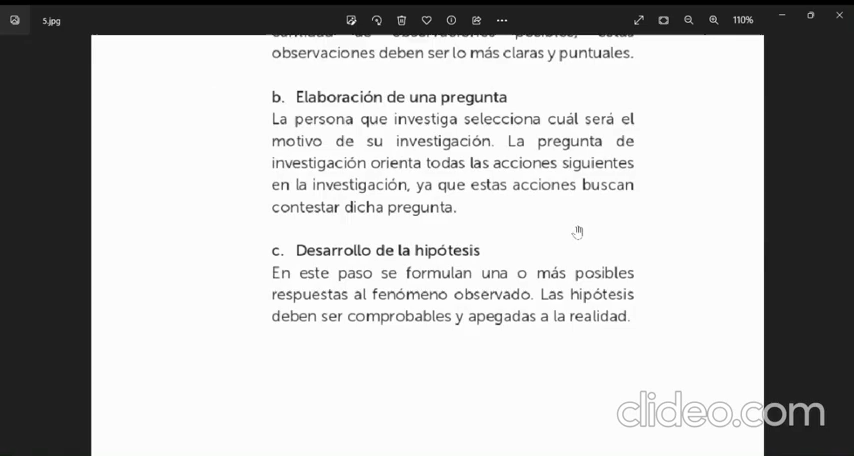 5.jpg
110%
observaciones deben ser lo más claras y puntuales.
b. Elaboración de una pregunta
La persona que investiga selecciona cuál será el
motivo de su investigación. La pregunta de
investigación orienta todas las acciones siguientes
en la investigación, ya que estas acciones buscan
contestar dicha pregunta.
c. Desarrollo de la hipótesis
En este paso se formulan una o más posibles
respuestas al fenómeno observado. Las hipótesis
deben ser comprobables y apegadas a la realidad.
clideo.com